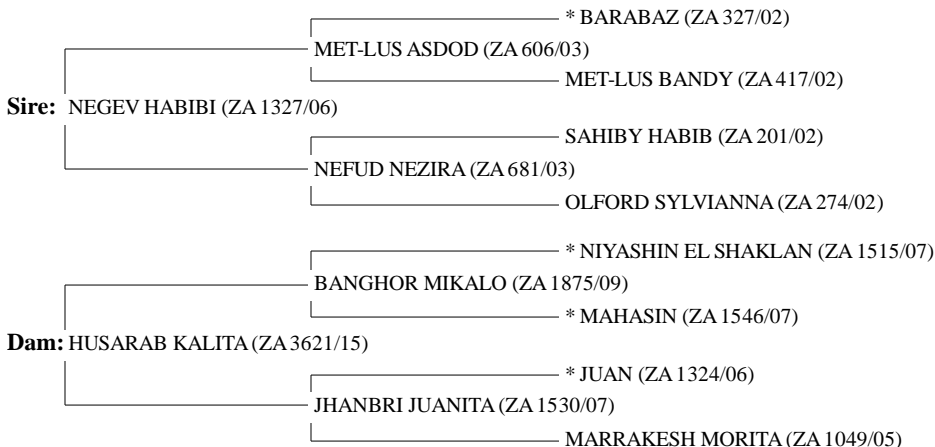 * BARABAZ (ZA 327/02)
MET-LUS ASDOD (ZA 606/03)
MET-LUS BANDY (ZA 417/02)
Sire: NEGEV HABIBI (ZA 1327/06)
SAHIBY HABIB (ZA 201/02)
NEFUD NEZIRA (ZA 681/03)
OLFORD SYLVIANNA (ZA 274/02)
* NIYASHIN EL SHAKLAN (ZA 1515/07)
BANGHOR MIKALO (ZA 1875/09)
* MAHASIN (ZA 1546/07)
Dam: HUSARAB KALITA (ZA 3621/15)
* JUAN (ZA 1324/06)
JHANBRI JUANITA (ZA 1530/07)
MARRAKESH MORITA (ZA 1049/05)